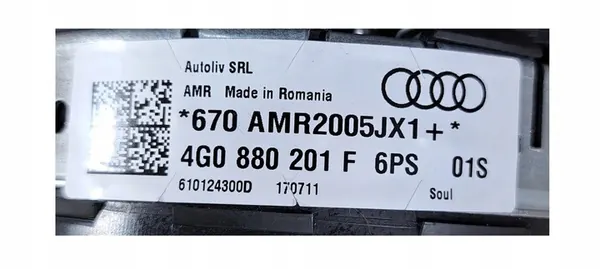 Autoliv SRL
AMR Made in Romania
*670 AMR2005JX1+*
4G0 880 201 F 6PS 01S
610124300D 170711 Soul